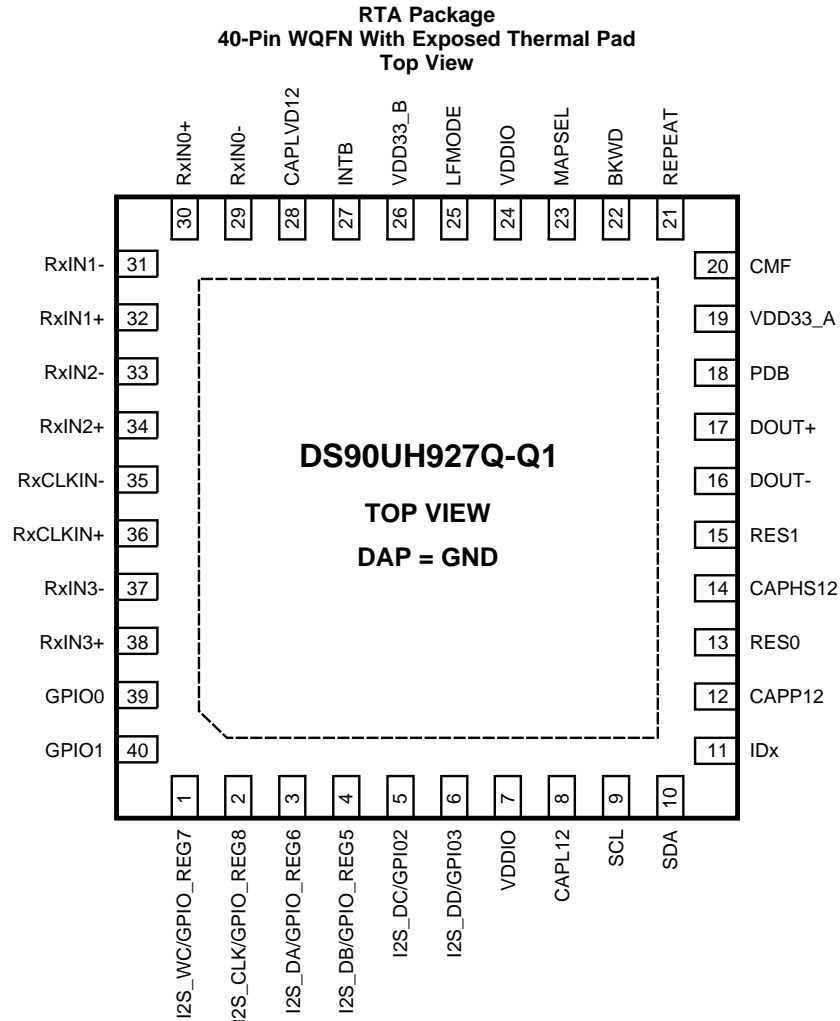 RTA Package
40-Pin WQFN With Exposed Thermal Pad
Top View
RxIN0+
RxIN0-
CAPLVD12
INTB
VDD33_B
LFMODE
VDDIO
MAPSEL
BKWD
REPEAT
30
29
28
27
26
25
24
23
22
21
RxIN1- 31
RxIN1+ 32
RxIN2- 33
RxIN2+ 34
RxCLKIN- 35
RxCLKIN+ 36
RxIN3- 37
RxIN3+ 38
GPIO0 39
GPIO1 40
DS90UH927Q-Q1
TOP VIEW
DAP = GND
20 CMF
19 VDD33_A
18 PDB
17 DOUT+
16 DOUT-
15 RES1
14 CAPHS12
13 RES0
12 CAPP12
11 IDx
1
2
3
4
5
6
7
8
9
10
I2S_WC/GPIO_REG7
I2S_CLK/GPIO_REG8
I2S_DA/GPIO_REG6
I2S_DB/GPIO_REG5
I2S_DC/GPI02
I2S_DD/GPI03
VDDIO
CAPL12
SCL
SDA